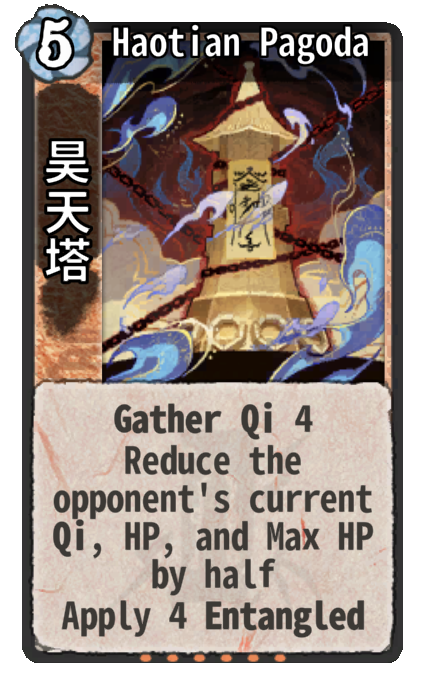 5
Haotian Pagoda
昊天塔
Gather Qi 4
Reduce the
opponent's current
Qi, HP, and Max HP
by half
Apply 4 Entangled